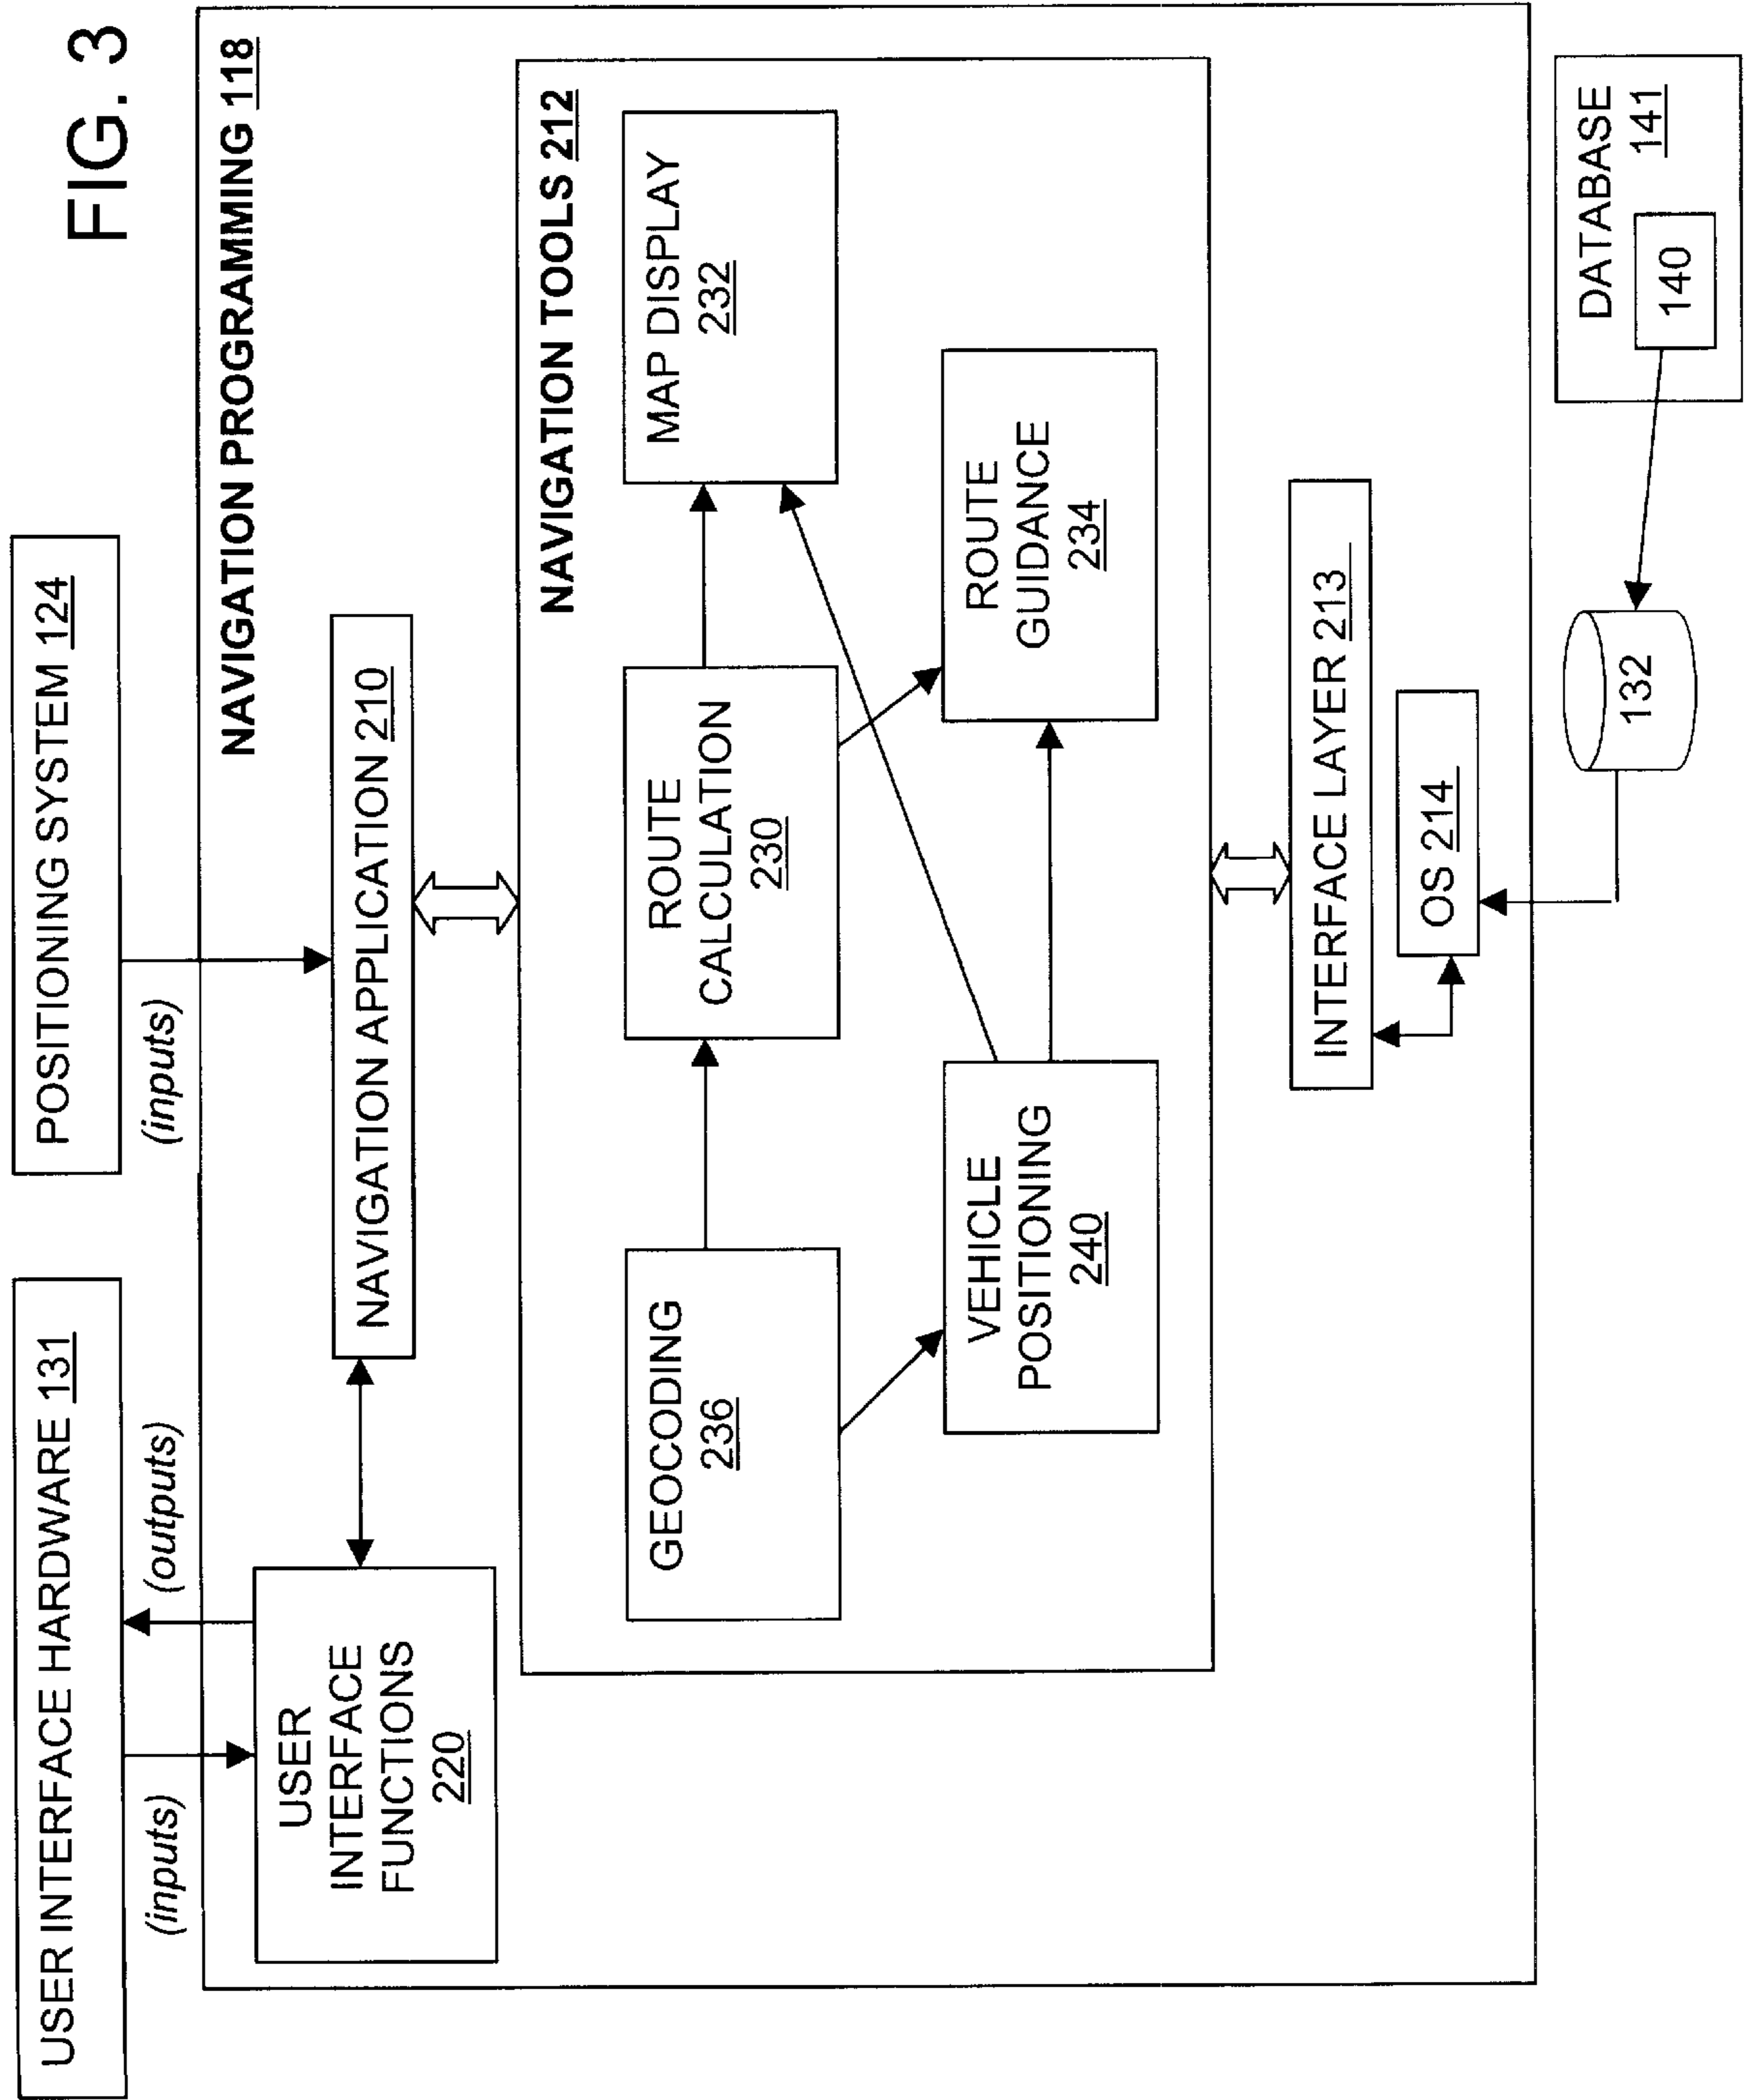 FIG. 3
USER INTERFACE HARDWARE 131
POSITIONING SYSTEM 124
(inputs)
(outputs)
(inputs)
NAVIGATION PROGRAMMING 118
USER
INTERFACE
FUNCTIONS
220
NAVIGATION APPLICATION 210
NAVIGATION TOOLS 212
GEOCODING
236
ROUTE
CALCULATION
230
MAP DISPLAY
232
VEHICLE
POSITIONING
240
ROUTE
GUIDANCE
234
INTERFACE LAYER 213
OS 214
132
DATABASE
141
140